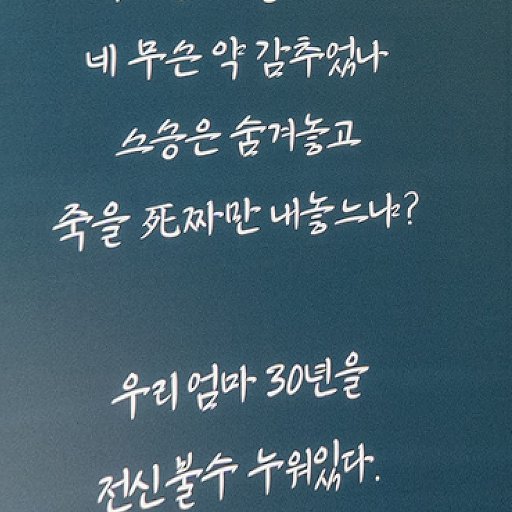 네 무슨 약 감추었나
스승은 숨겨놓고
죽을 死짜만 내놓느냐?
우리 엄마 30년을
전신불수 누워있다.